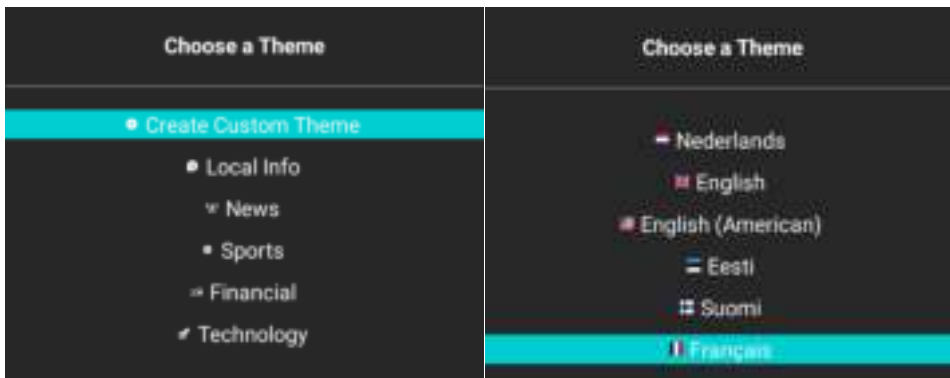 Choose a Theme
Create Custom Theme
Local Info
News
Sports
Financial
Technology
Choose a Theme
Nederlands
English
English (American)
Eesti
Suomi
Français